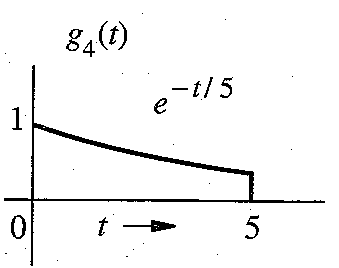 g₄(t)
e^{-t/5}
1
0 t 5